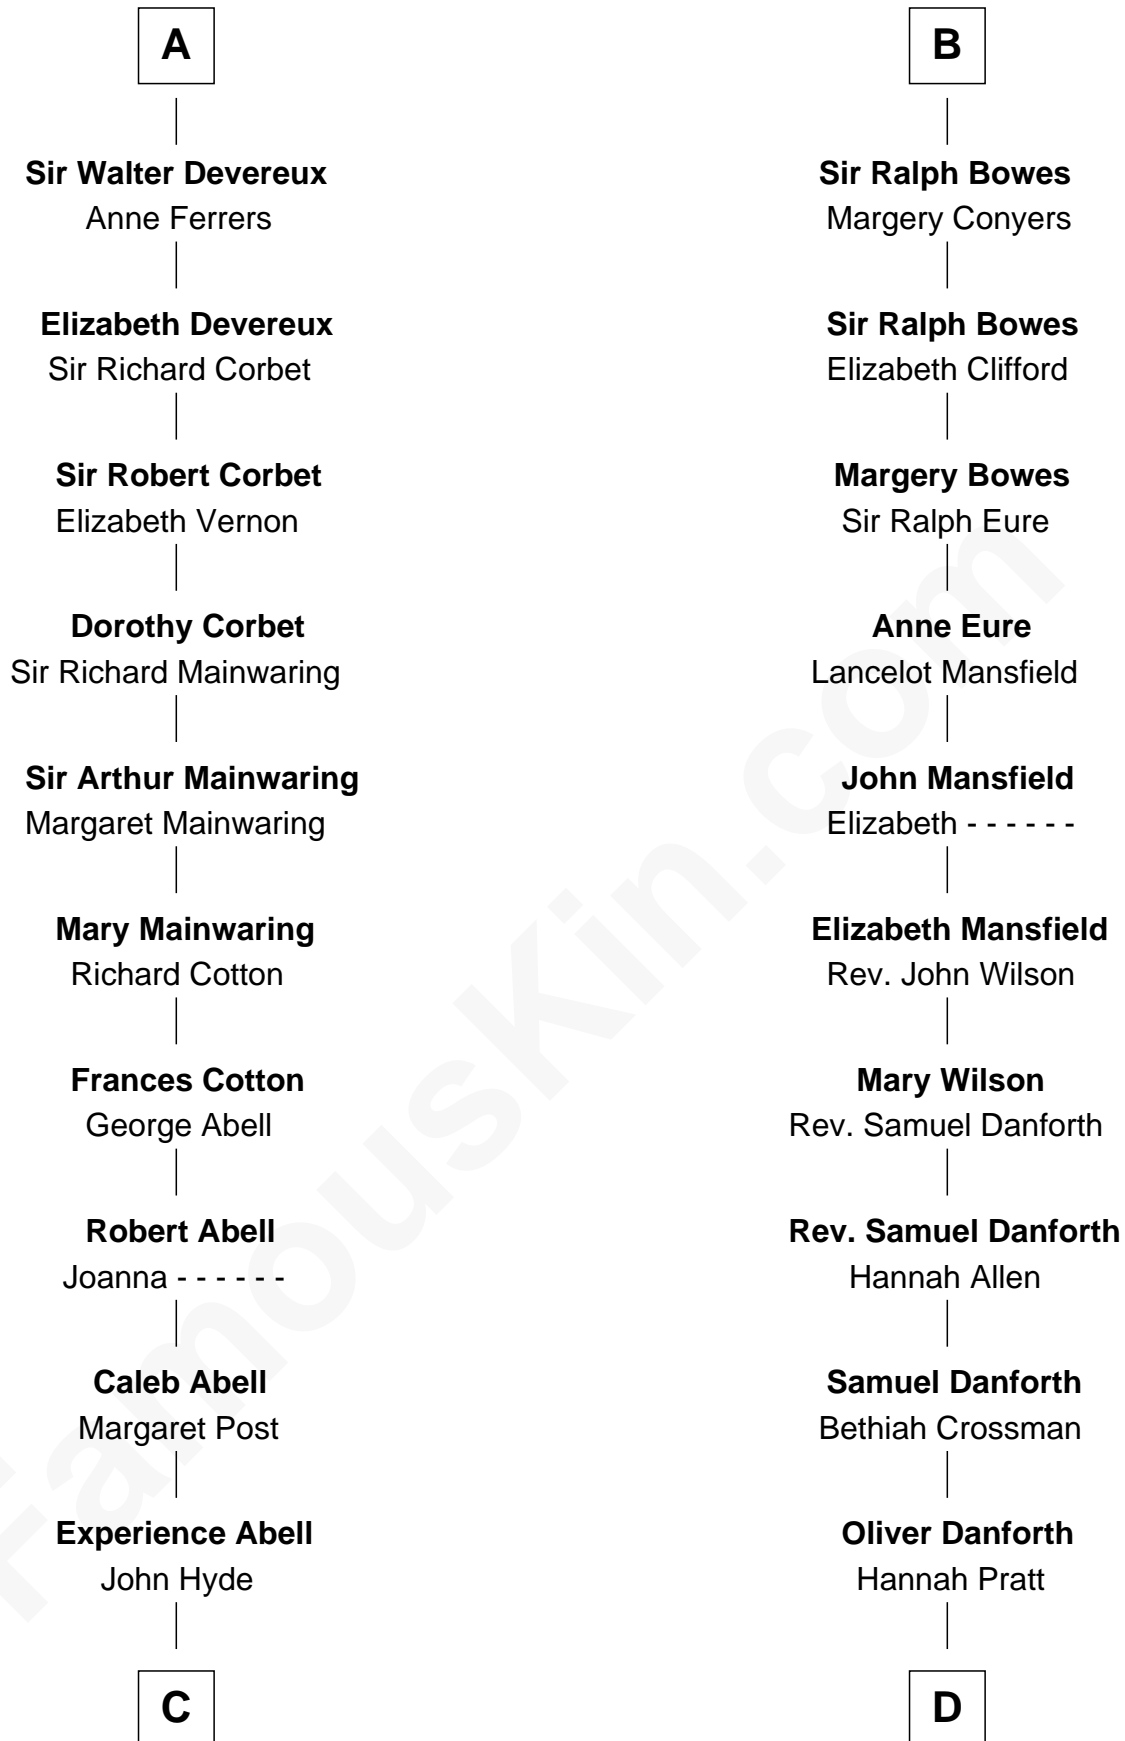 A
Sir Walter Devereux
Anne Ferrers
Elizabeth Devereux
Sir Richard Corbet
Sir Robert Corbet
Elizabeth Vernon
Dorothy Corbet
Sir Richard Mainwaring
Sir Arthur Mainwaring
Margaret Mainwaring
Mary Mainwaring
Richard Cotton
Frances Cotton
George Abell
Robert Abell
Joanna - - - - - -
Caleb Abell
Margaret Post
Experience Abell
John Hyde
C
B
Sir Ralph Bowes
Margery Conyers
Sir Ralph Bowes
Elizabeth Clifford
Margery Bowes
Sir Ralph Eure
Anne Eure
Lancelot Mansfield
John Mansfield
Elizabeth - - - - - -
Elizabeth Mansfield
Rev. John Wilson
Mary Wilson
Rev. Samuel Danforth
Rev. Samuel Danforth
Hannah Allen
Samuel Danforth
Bethiah Crossman
Oliver Danforth
Hannah Pratt
D
FamousKin.com